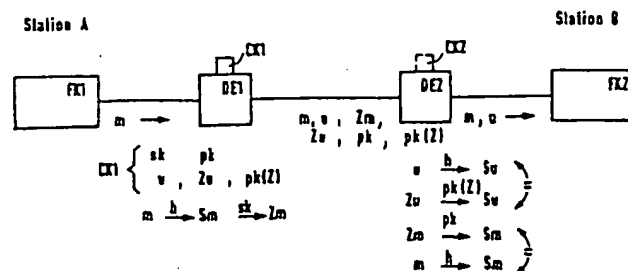 Station A
Station B
CK1
CK2
FK1
DE1
DE2
FK2
m →
m, u, Zm,
Zu, pk, pk(Z)
m, u →
CK1 { sk pk
u, Zu, pk(Z)
m h→ Sm sk→ Zm
u h→ Su
Zu pk(Z)→ Su
=
Zm pk→ Sm
m h→ Sm
=